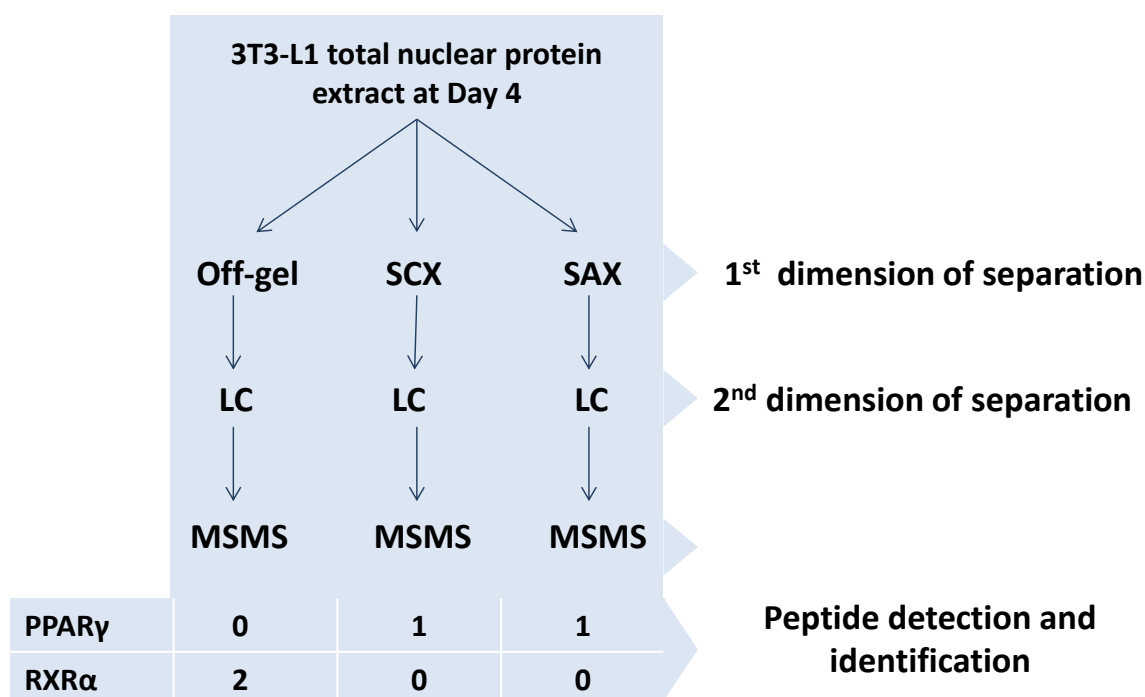 3T3-L1 total nuclear protein
extract at Day 4
Off-gel SCX SAX 1st dimension of separation
LC LC LC 2nd dimension of separation
MSMS MSMS MSMS
PPARγ 0 1 1
RXRα 2 0 0
Peptide detection and
identification